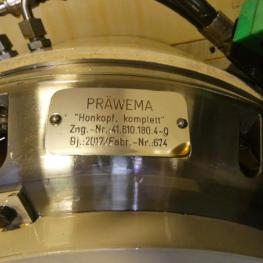 PRÄWEMA
"Honkopf, komplett"
Zng.-Nr.:41.610.180.4-0
Bj.:2017/Fabr.-Nr.:674